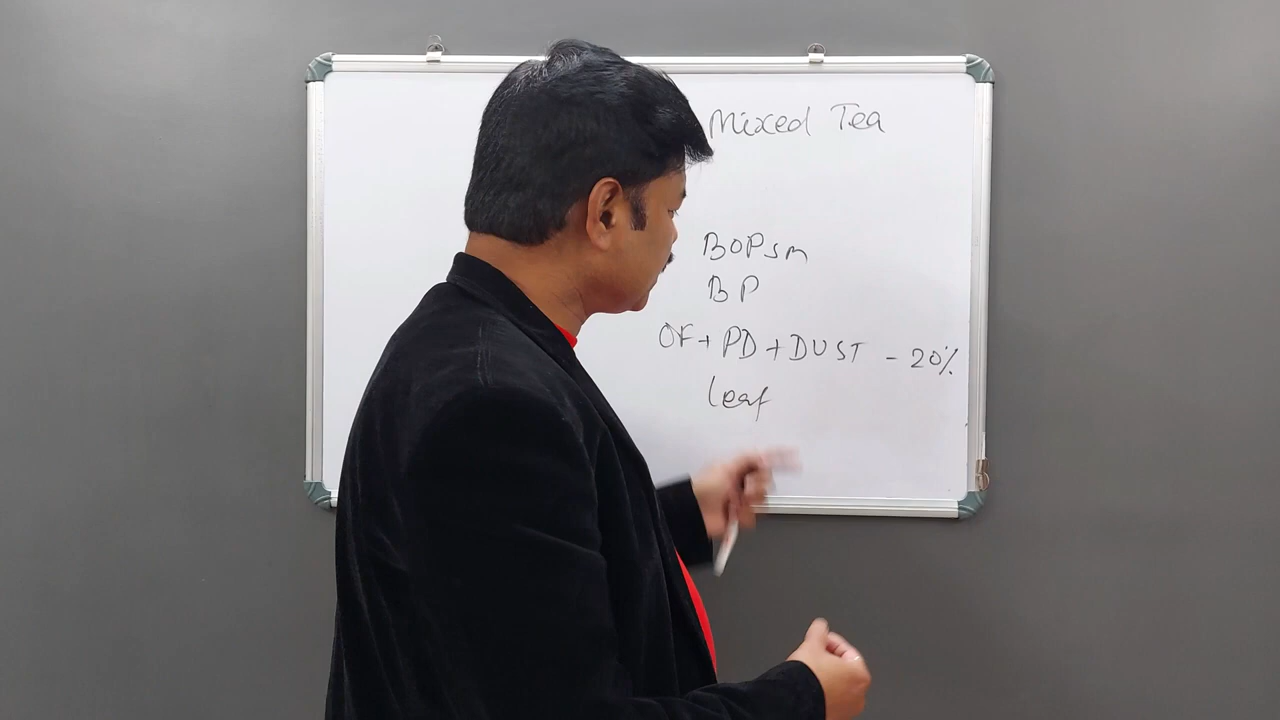 Mixed Tea
BOPsm
BP
OF + PD + DUST - 20%
leaf